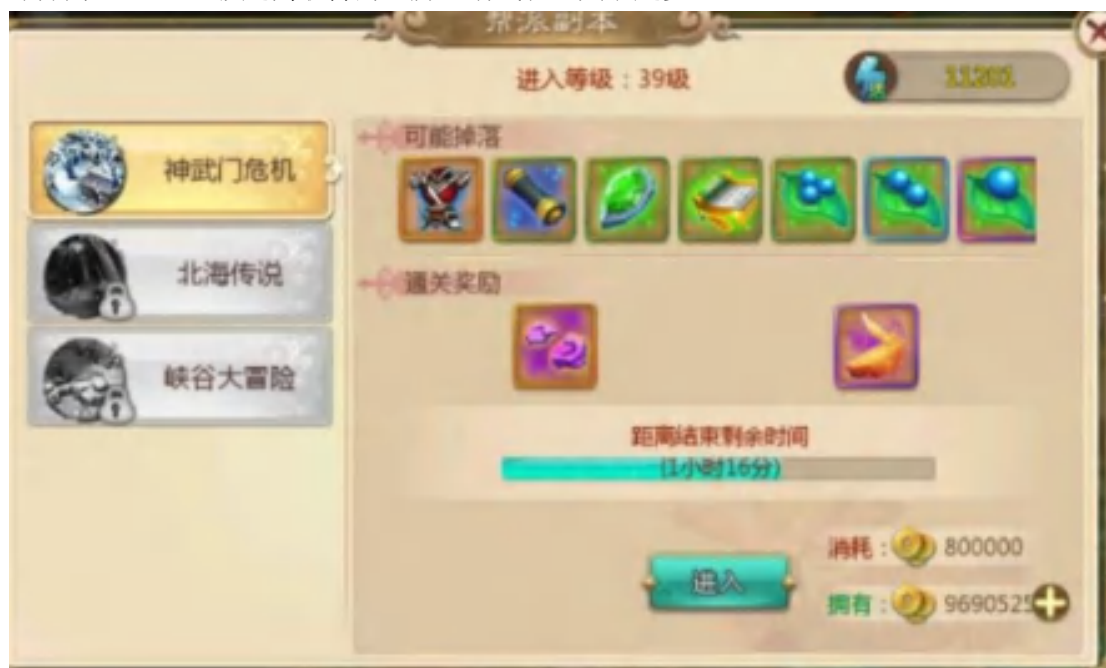 帮派副本
进入等级：39级
11201
神武门危机
北海传说
峡谷大冒险
可能掉落
通关奖励
距离结束剩余时间
(1小时16分)
进入
消耗：800000
拥有：9690525